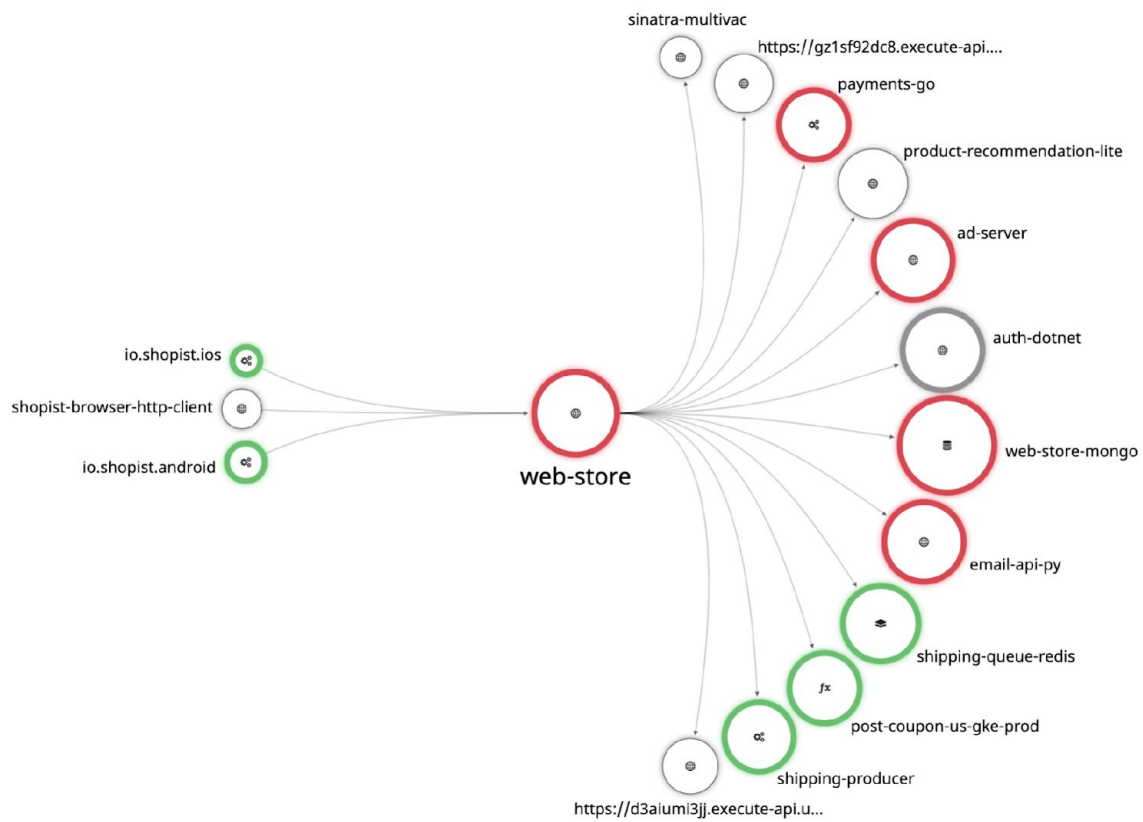 sinatra-multivac
https://gz1sf92dc8.execute-api....
payments-go
product-recommendation-lite
ad-server
auth-dotnet
io.shopist.ios
shopist-browser-http-client
io.shopist.android
web-store
web-store-mongo
email-api-py
shipping-queue-redis
fx
post-coupon-us-gke-prod
shipping-producer
https://d3aiumi3jj.execute-api.u...